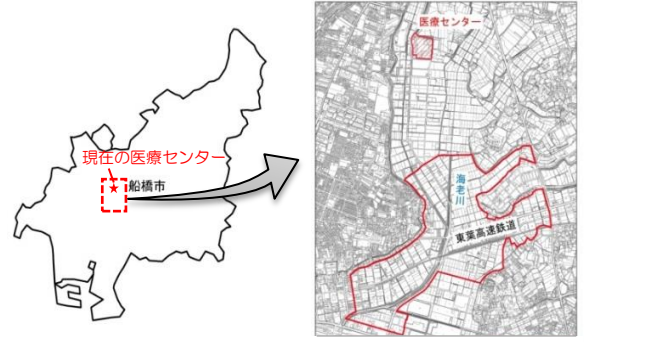 現在の医療センター
船橋市
医療センター
海老川
東葉高速鉄道